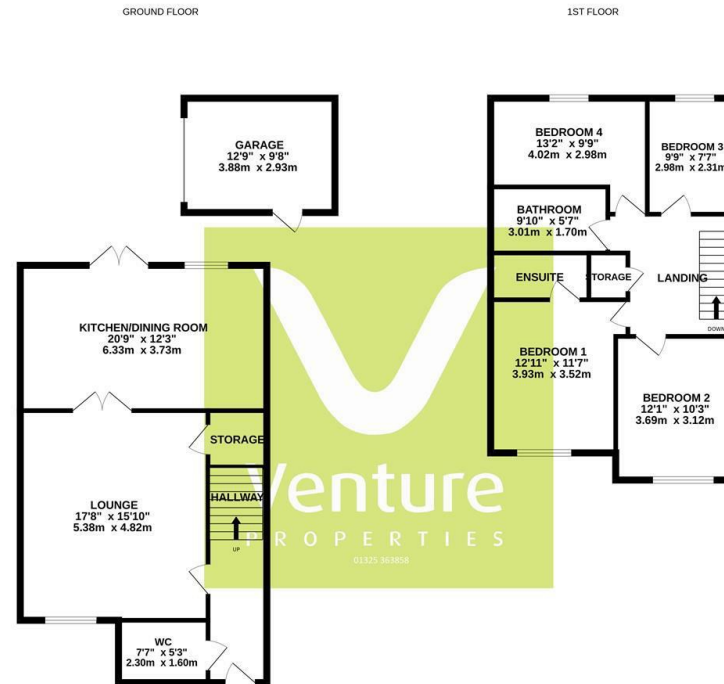 GROUND FLOOR
1ST FLOOR
GARAGE
12'9" x 9'8"
3.88m x 2.93m
KITCHEN/DINING ROOM
20'9" x 12'3"
6.33m x 3.73m
STORAGE
HALLWAY
UP
LOUNGE
17'8" x 15'10"
5.38m x 4.82m
WC
7'7" x 5'3"
2.30m x 1.60m
BEDROOM 4
13'2" x 9'9"
4.02m x 2.98m
BEDROOM 3
9'9" x 7'7"
2.98m x 2.31m
BATHROOM
9'10" x 5'7"
3.01m x 1.70m
ENSUITE
STORAGE
LANDING
DOWN
BEDROOM 1
12'11" x 11'7"
3.93m x 3.52m
BEDROOM 2
12'1" x 10'3"
3.69m x 3.12m
Venture
PROPERTIES
01325 363858